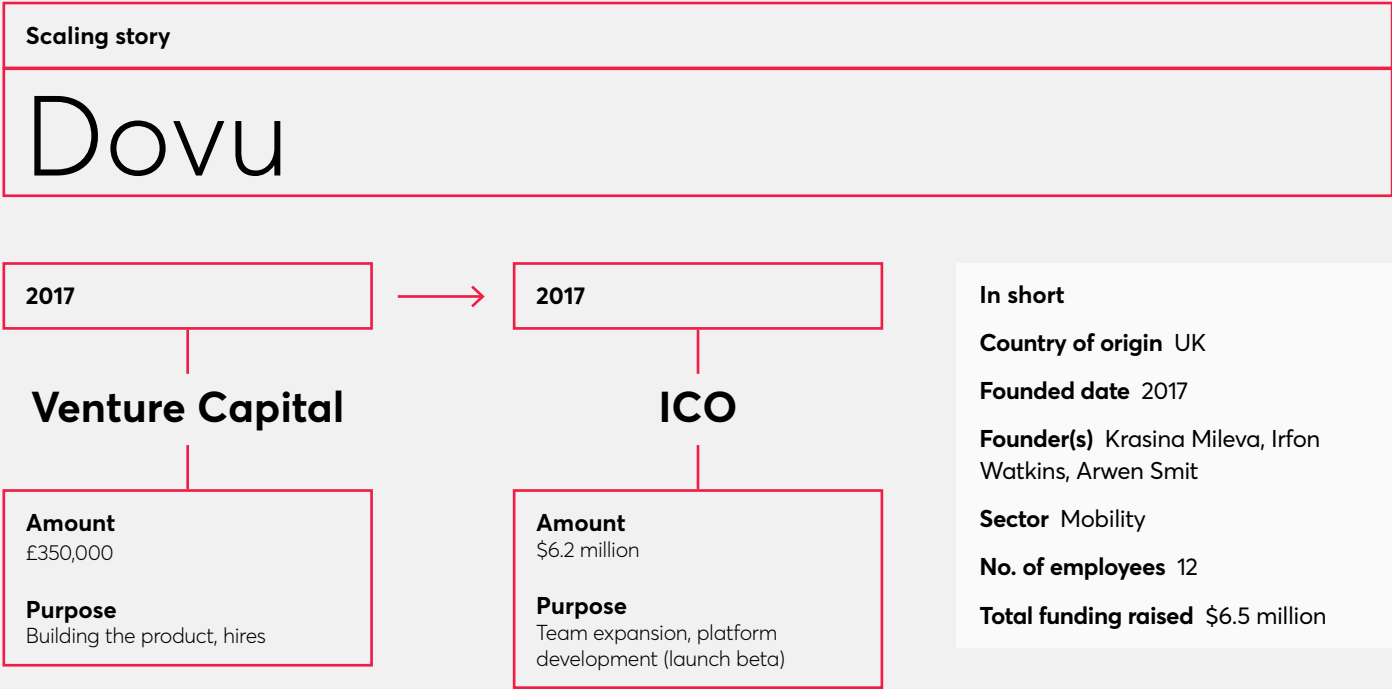 Scaling story
Dovu
2017
Venture Capital
Amount
£350,000
Purpose
Building the product, hires
2017
ICO
Amount
$6.2 million
Purpose
Team expansion, platform
development (launch beta)
In short
Country of origin UK
Founded date 2017
Founder(s) Krasina Mileva, Irfon
Watkins, Arwen Smit
Sector Mobility
No. of employees 12
Total funding raised $6.5 million